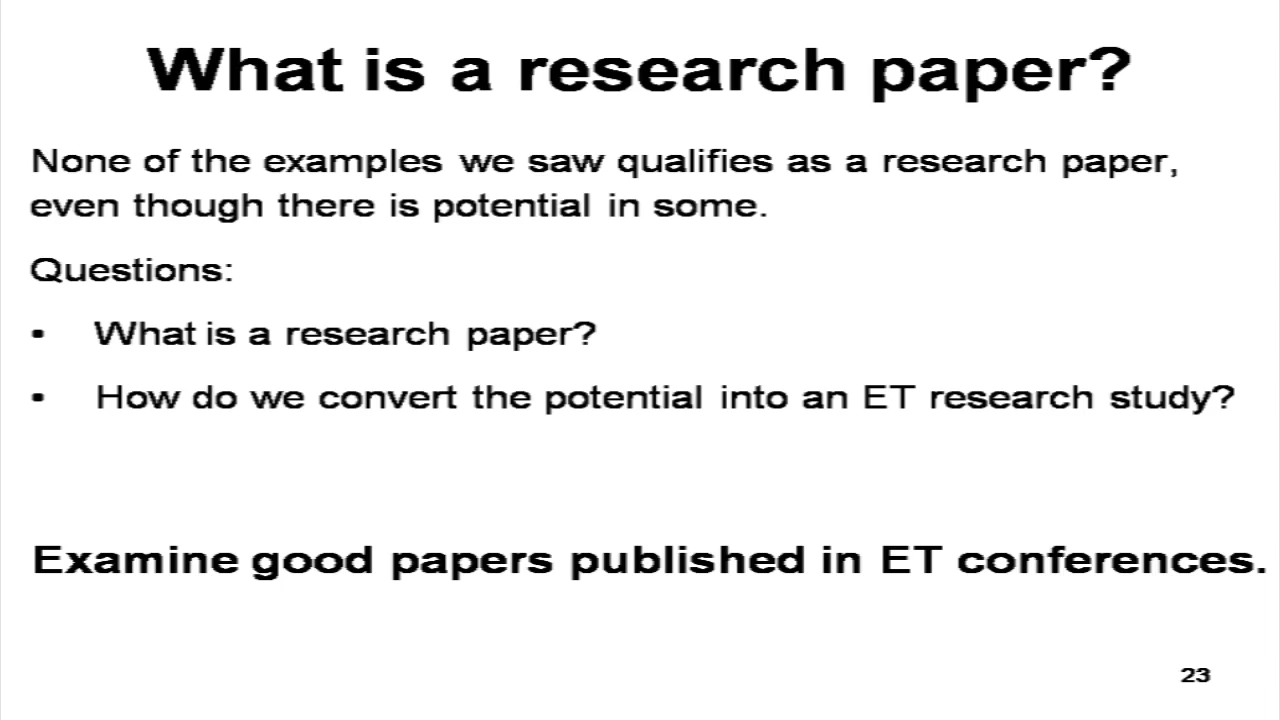 What is a research paper?
None of the examples we saw qualifies as a research paper,
even though there is potential in some.
Questions:
• What is a research paper?
• How do we convert the potential into an ET research study?
Examine good papers published in ET conferences.
23